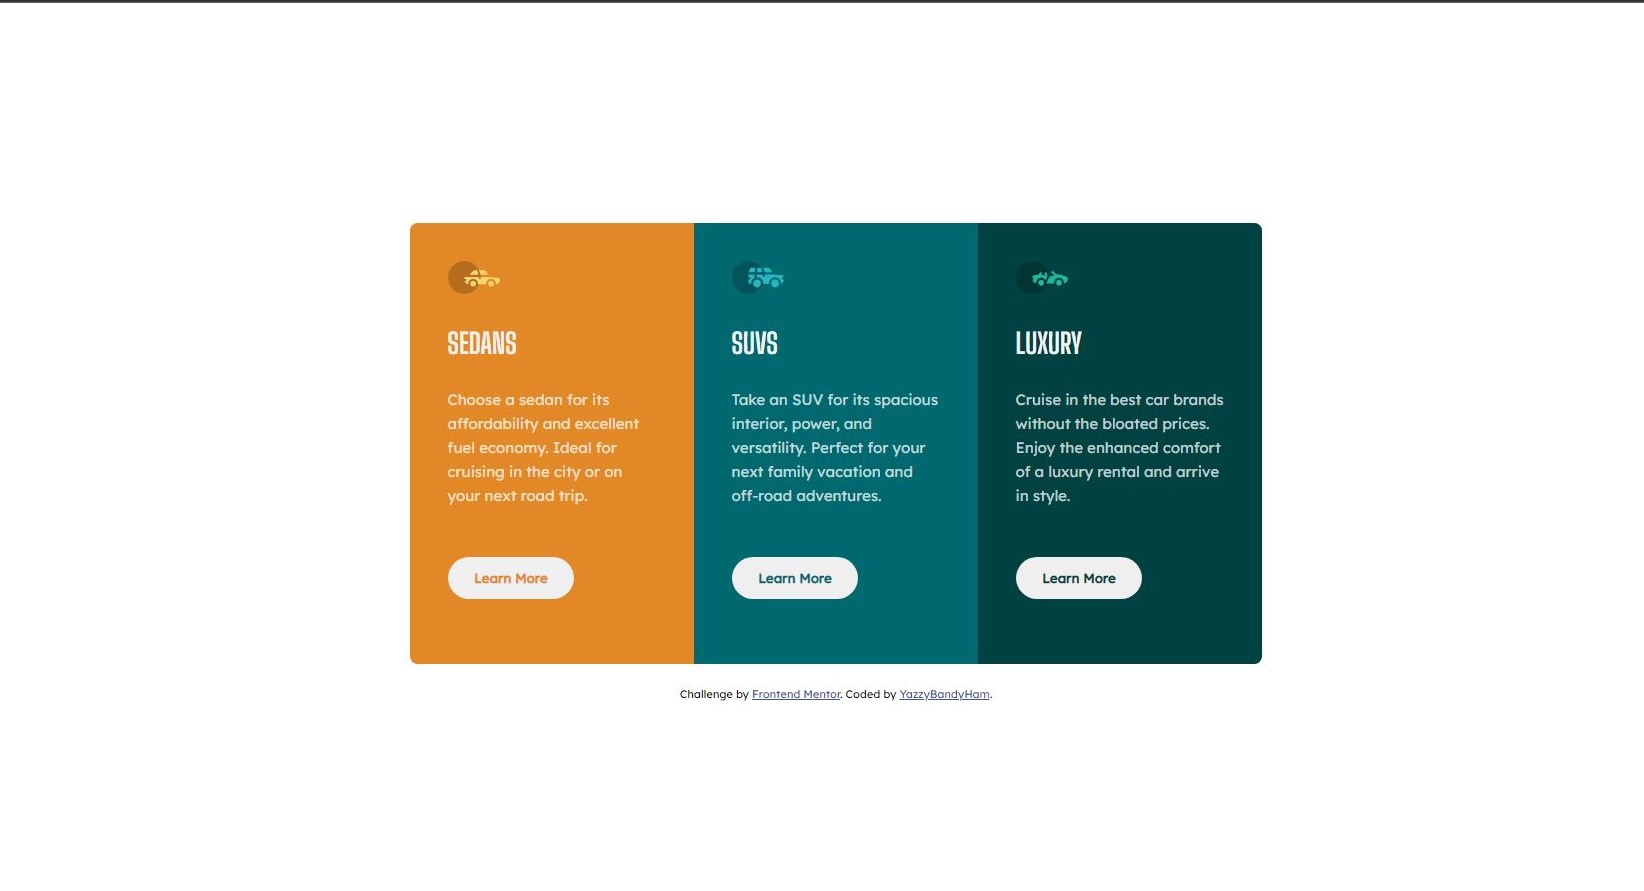 SEDANS
Choose a sedan for its
affordability and excellent
fuel economy. Ideal for
cruising in the city or on
your next road trip.
Learn More
SUVS
Take an SUV for its spacious
interior, power, and
versatility. Perfect for your
next family vacation and
off-road adventures.
Learn More
LUXURY
Cruise in the best car brands
without the bloated prices.
Enjoy the enhanced comfort
of a luxury rental and arrive
in style.
Learn More
Challenge by Frontend Mentor. Coded by YazzyBandyHam.